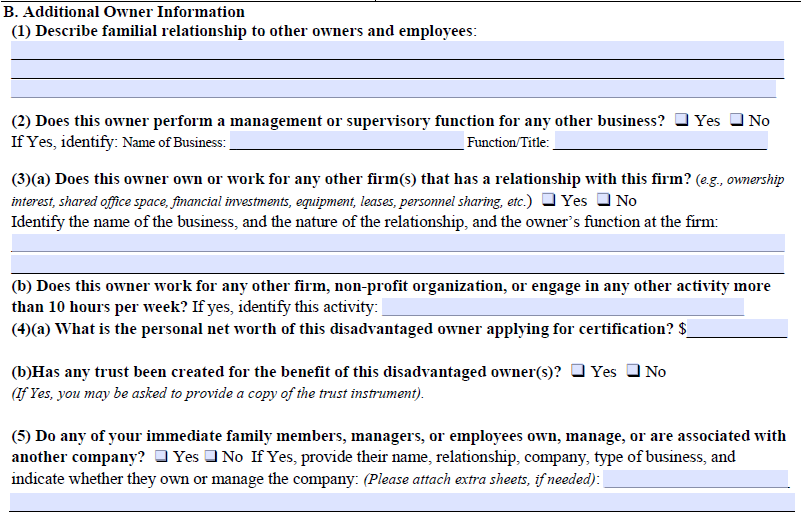 B. Additional Owner Information
(1) Describe familial relationship to other owners and employees:
(2) Does this owner perform a management or supervisory function for any other business? ❑ Yes ❑ No
If Yes, identify: Name of Business: Function/Title:
(3)(a) Does this owner own or work for any other firm(s) that has a relationship with this firm? (e.g., ownership
interest, shared office space, financial investments, equipment, leases, personnel sharing, etc.) ❑ Yes ❑ No
Identify the name of the business, and the nature of the relationship, and the owner's function at the firm:
(b) Does this owner work for any other firm, non-profit organization, or engage in any other activity more
than 10 hours per week? If yes, identify this activity:
(4)(a) What is the personal net worth of this disadvantaged owner applying for certification? $
(b)Has any trust been created for the benefit of this disadvantaged owner(s)? ❑ Yes ❑ No
(If Yes, you may be asked to provide a copy of the trust instrument).
(5) Do any of your immediate family members, managers, or employees own, manage, or are associated with
another company? ❑ Yes ❑ No If Yes, provide their name, relationship, company, type of business, and
indicate whether they own or manage the company: (Please attach extra sheets, if needed):